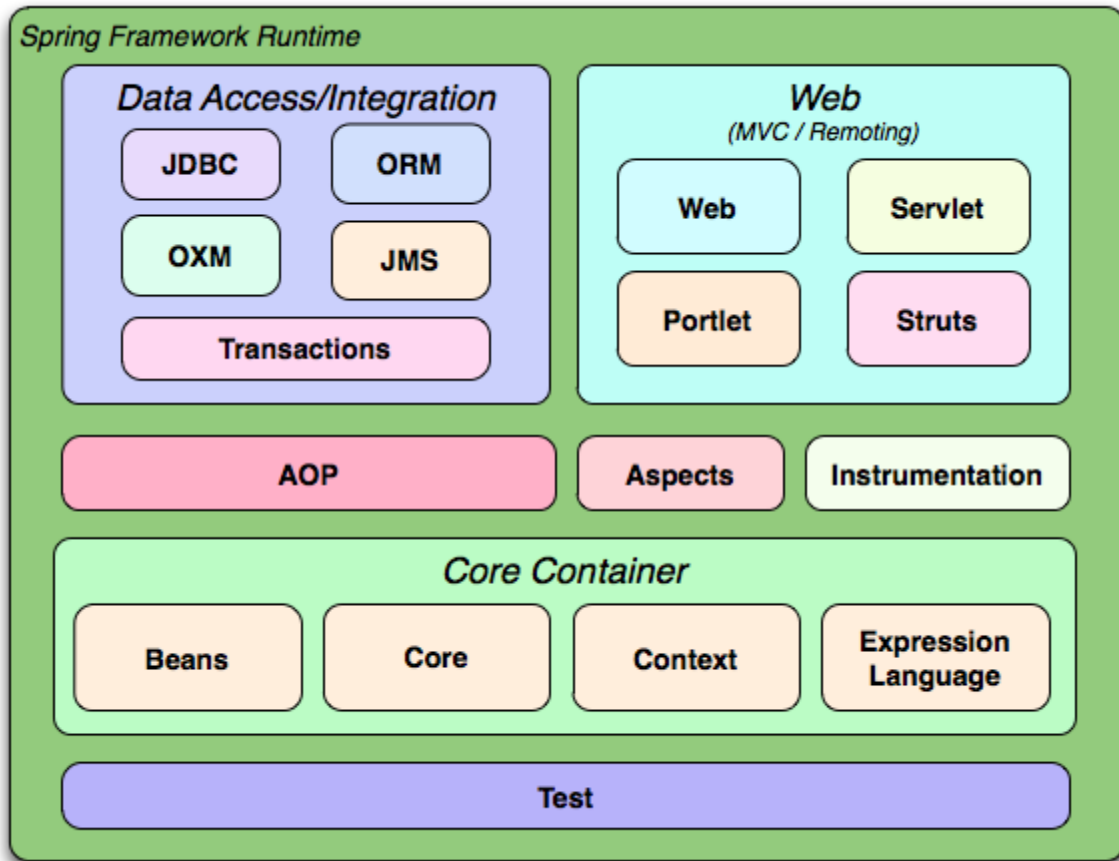 Spring Framework Runtime
Data Access/Integration
JDBC
ORM
OXM
JMS
Transactions
Web
(MVC / Remoting)
Web
Servlet
Portlet
Struts
AOP
Aspects
Instrumentation
Core Container
Beans
Core
Context
Expression
Language
Test